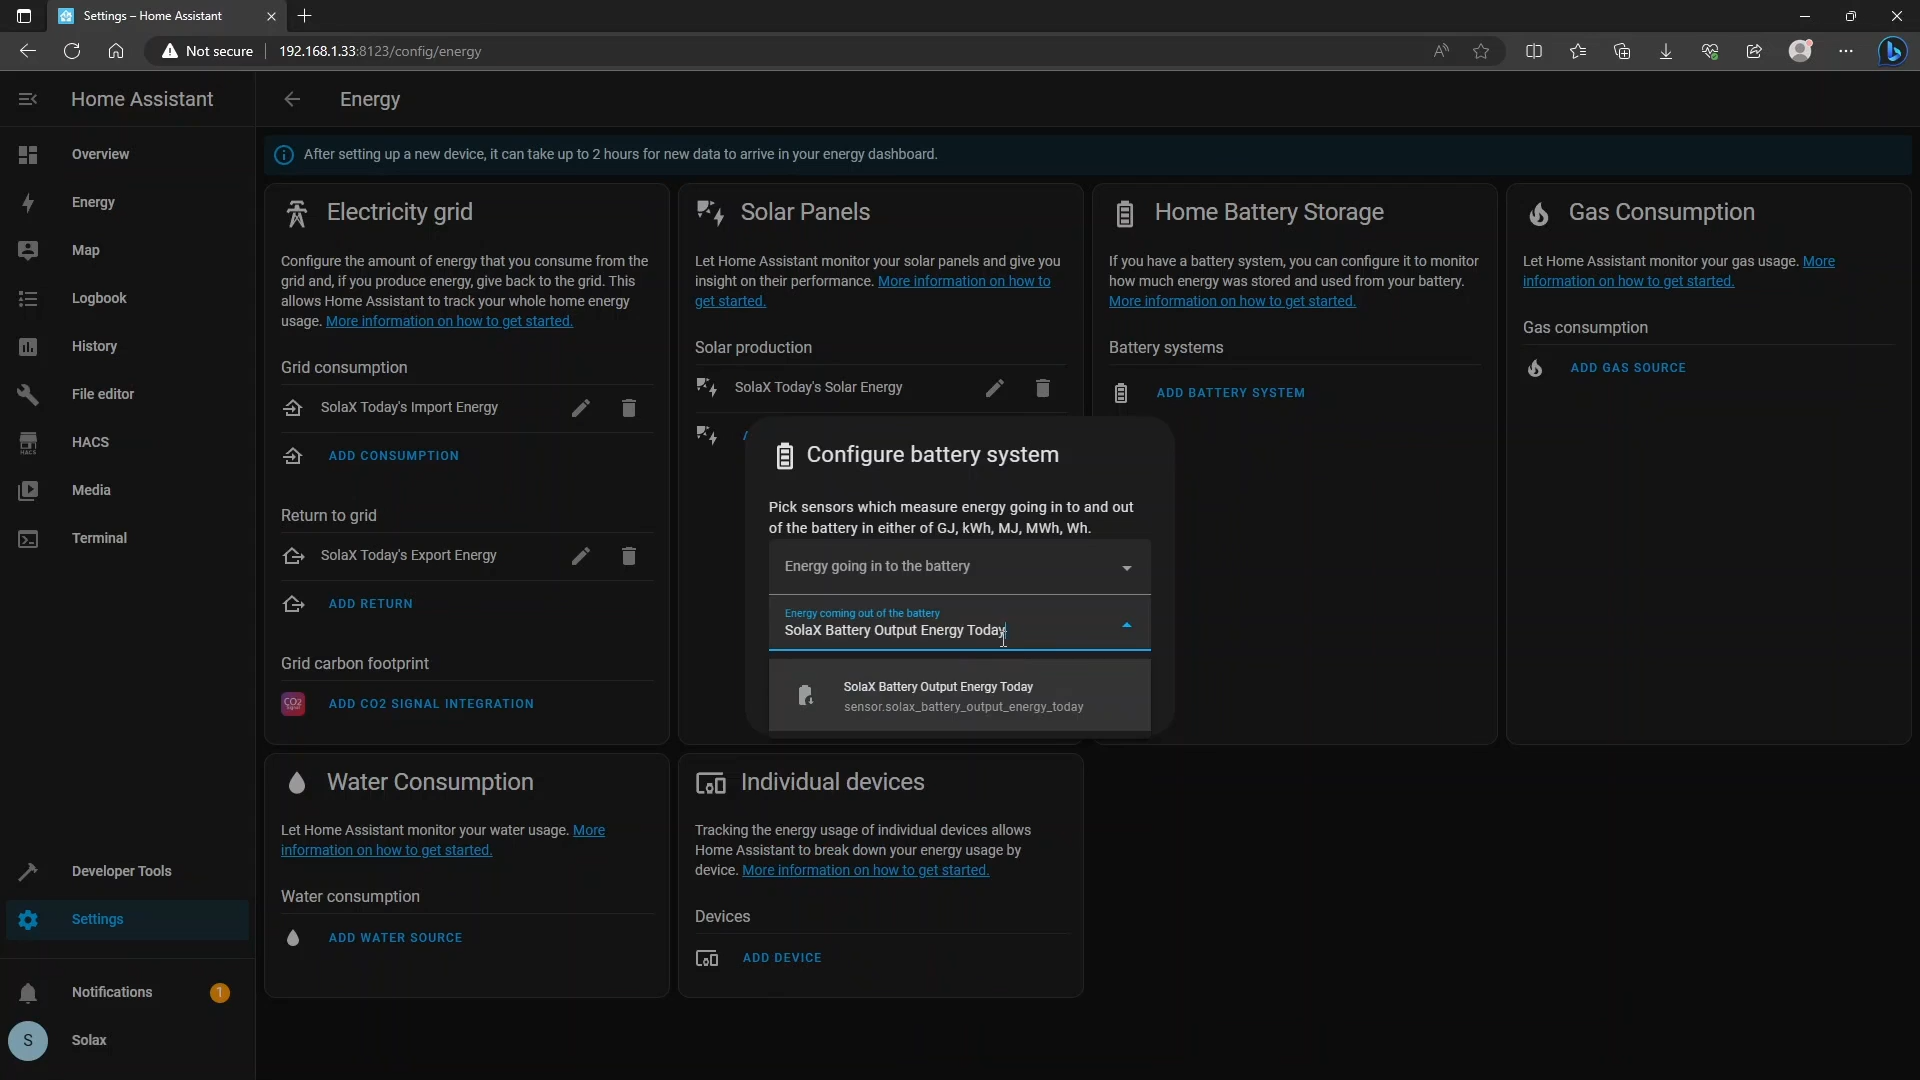 Settings – Home Assistant
Not secure
192.168.1.33:8123/config/energy
Home Assistant
Energy
Overview
Energy
Map
Logbook
History
File editor
HACS
HACS
Media
Terminal
Developer Tools
Settings
Notifications
1
S
Solax
After setting up a new device, it can take up to 2 hours for new data to arrive in your energy dashboard.
Electricity grid
Configure the amount of energy that you consume from the
grid and, if you produce energy, give back to the grid. This
allows Home Assistant to track your whole home energy
usage. More information on how to get started.
Grid consumption
SolaX Today's Import Energy
ADD CONSUMPTION
Return to grid
SolaX Today's Export Energy
ADD RETURN
Grid carbon footprint
CO2
Signal
ADD CO2 SIGNAL INTEGRATION
Solar Panels
Let Home Assistant monitor your solar panels and give you
insight on their performance. More information on how to
get started.
Solar production
SolaX Today's Solar Energy
Home Battery Storage
If you have a battery system, you can configure it to monitor
how much energy was stored and used from your battery.
More information on how to get started.
Battery systems
ADD BATTERY SYSTEM
Gas Consumption
Let Home Assistant monitor your gas usage. More
information on how to get started.
Gas consumption
ADD GAS SOURCE
Configure battery system
Pick sensors which measure energy going in to and out
of the battery in either of GJ, kWh, MJ, MWh, Wh.
Energy going in to the battery
Energy coming out of the battery
SolaX Battery Output Energy Today
SolaX Battery Output Energy Today
sensor.solax_battery_output_energy_today
Water Consumption
Let Home Assistant monitor your water usage. More
information on how to get started.
Water consumption
ADD WATER SOURCE
Individual devices
Tracking the energy usage of individual devices allows
Home Assistant to break down your energy usage by
device. More information on how to get started.
Devices
ADD DEVICE